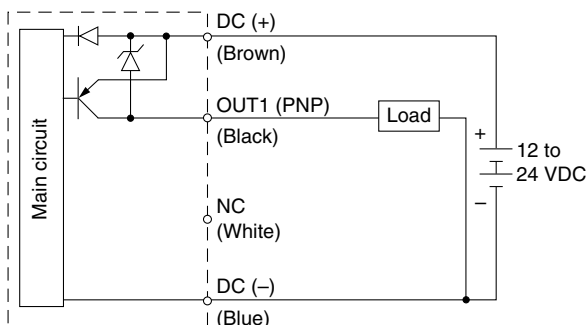 DC (+)
(Brown)
OUT1 (PNP)
(Black)
Load
+
12 to
24 VDC
–
Main circuit
NC
(White)
DC (–)
(Blue)